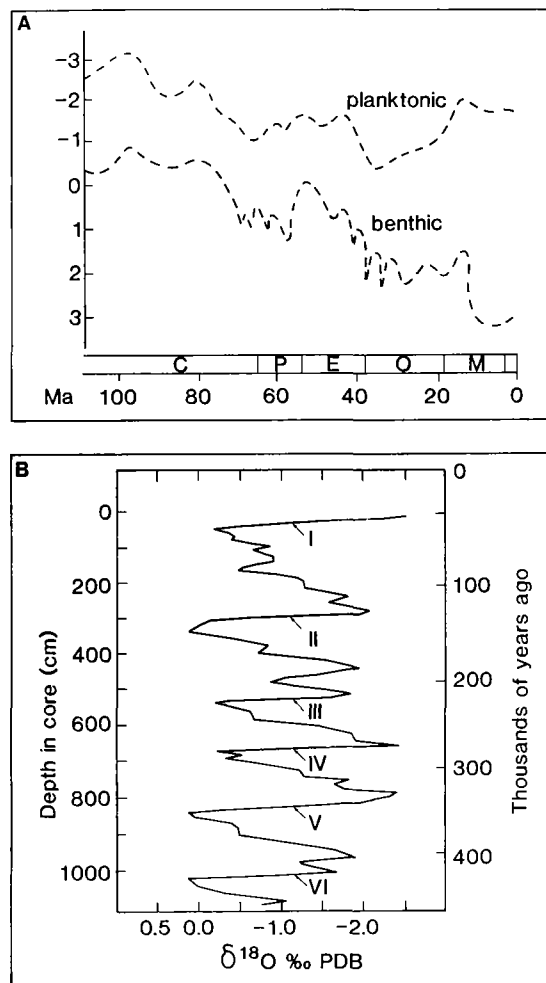 A
-3
-2
-1
0
1
2
3
planktonic
benthic
C P E O M
Ma 100 80 60 40 20 0
B
0
200
400
600
800
1000
Depth in core (cm)
I
II
III
IV
V
VI
0
100
200
300
400
Thousands of years ago
0.5 0.0 -1.0 -2.0
δ¹⁸O ‰ PDB